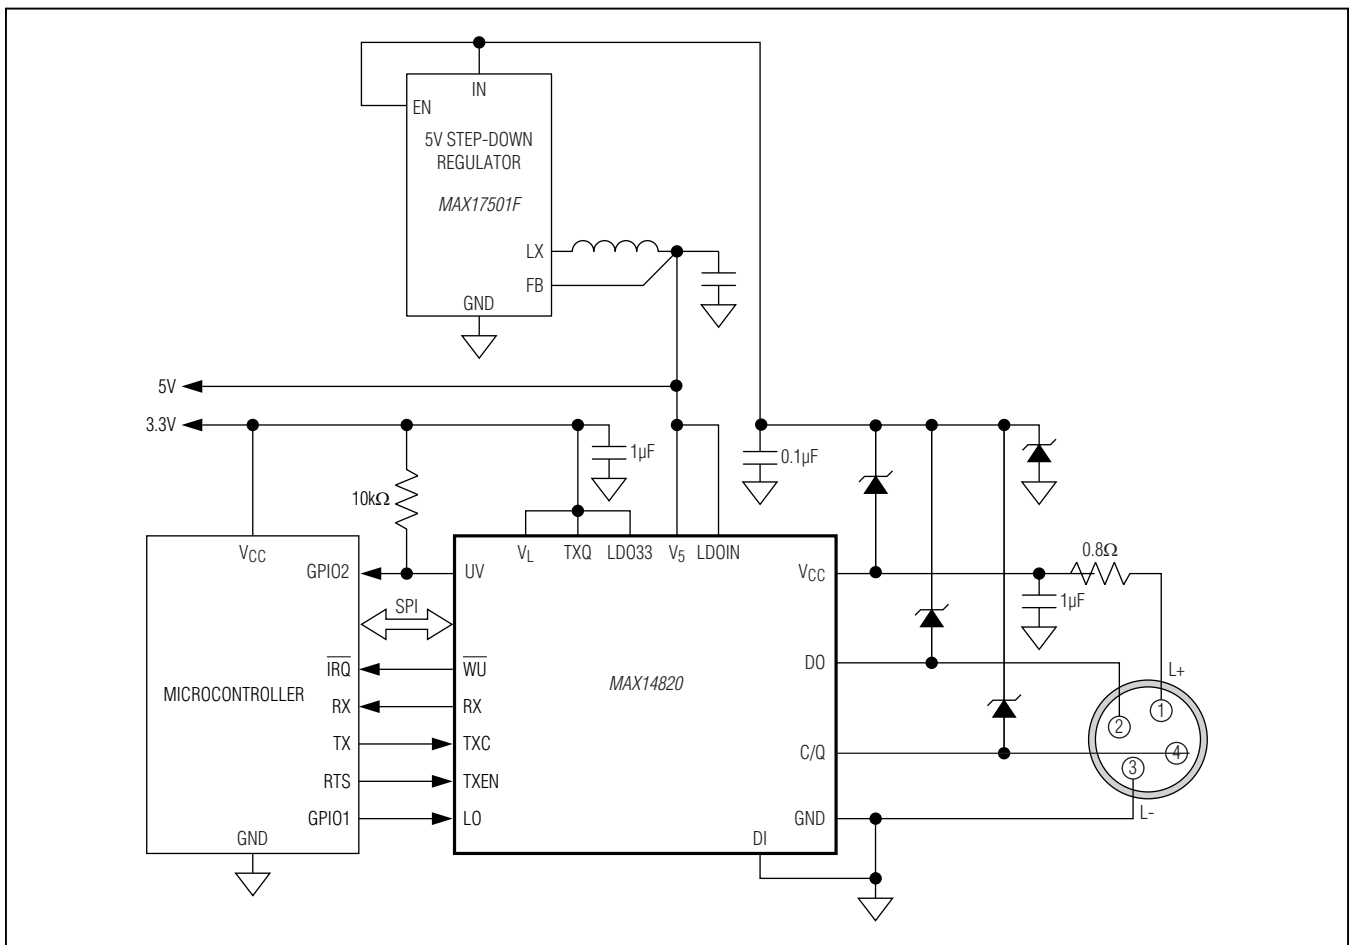 IN
EN
5V STEP-DOWN
REGULATOR
MAX17501F
LX
FB
GND
5V
3.3V
1µF
0.1µF
10kΩ
VCC
VL
TXQ
LDO33
V5
LDOIN
0.8Ω
GPIO2
UV
VCC
1µF
SPI
DO
IRQ
WU
MICROCONTROLLER
MAX14820
L+
RX
RX
1
2
TX
TXC
C/Q
4
3
RTS
TXEN
GPIO1
LO
GND
L-
GND
DI